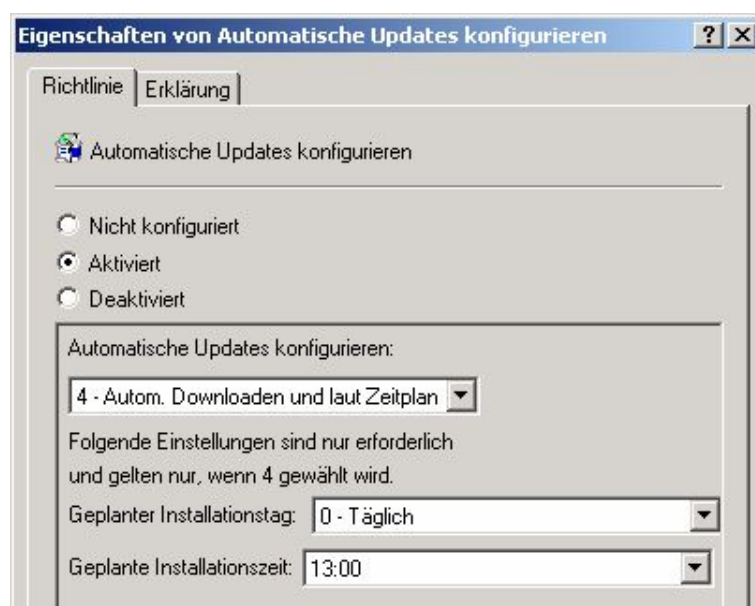 Eigenschaften von Automatische Updates konfigurieren
Richtlinie Erklärung
Automatische Updates konfigurieren
Nicht konfiguriert
Aktiviert
Deaktiviert
Automatische Updates konfigurieren:
4 - Autom. Downloaden und laut Zeitplan
Folgende Einstellungen sind nur erforderlich
und gelten nur, wenn 4 gewählt wird.
Geplanter Installationstag: 0 - Täglich
Geplante Installationszeit: 13:00